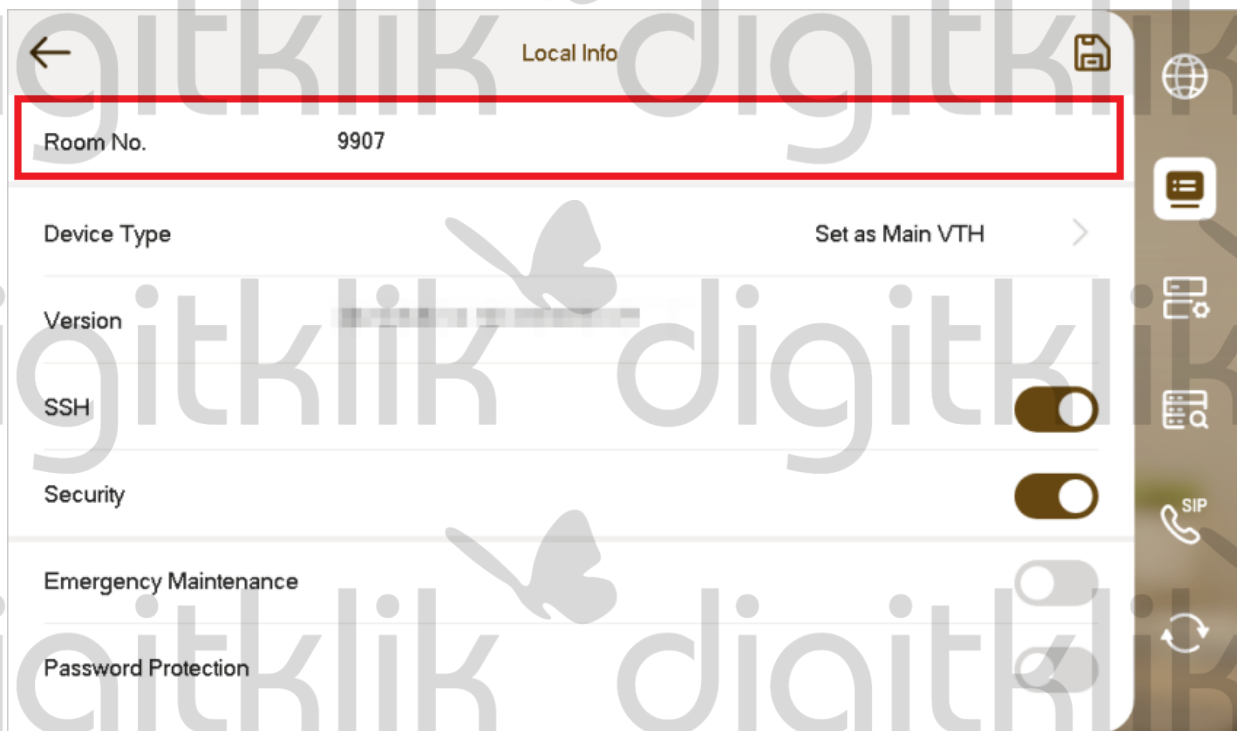 Local Info
Room No. 9907
Device Type Set as Main VTH
Version
SSH
Security
SIP
Emergency Maintenance
Password Protection
digitklik